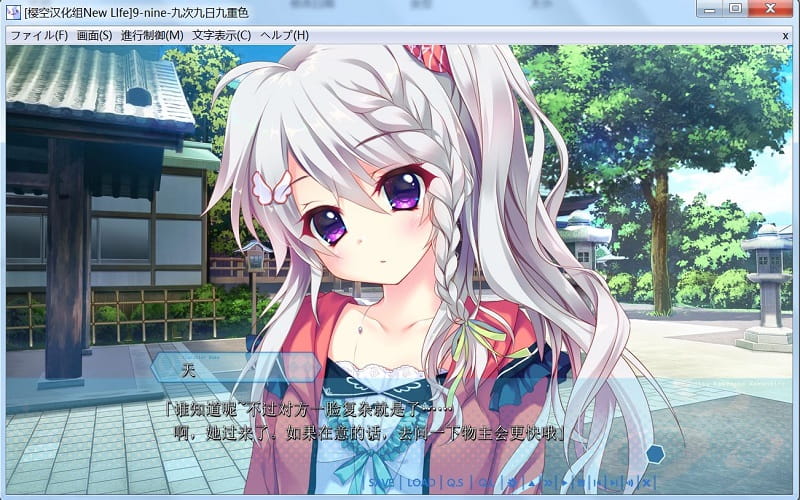 [樱空汉化组New LIfe]9-nine-九次九日九重色
ファイル(F) 画面(S) 進行制御(M) 文字表示(C) ヘルプ(H) x
天
「谁知道呢~不过对方一脸复杂就是了……
啊，她过来了。如果在意的话，去问一下物主会更快哦」
SAVE LOAD Q.S